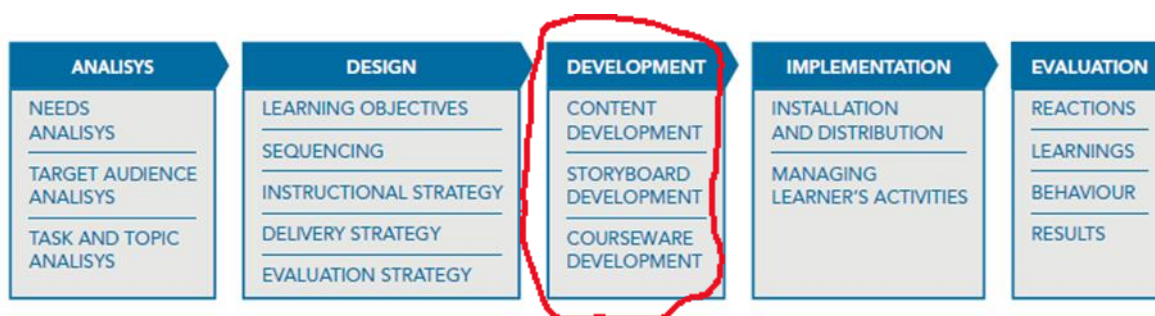 ANALISYS
NEEDS
ANALISYS
TARGET AUDIENCE
ANALISYS
TASK AND TOPIC
ANALISYS
DESIGN
LEARNING OBJECTIVES
SEQUENCING
INSTRUCTIONAL STRATEGY
DELIVERY STRATEGY
EVALUATION STRATEGY
DEVELOPMENT
CONTENT
DEVELOPMENT
STORYBOARD
DEVELOPMENT
COURSEWARE
DEVELOPMENT
IMPLEMENTATION
INSTALLATION
AND DISTRIBUTION
MANAGING
LEARNER'S ACTIVITIES
EVALUATION
REACTIONS
LEARNINGS
BEHAVIOUR
RESULTS